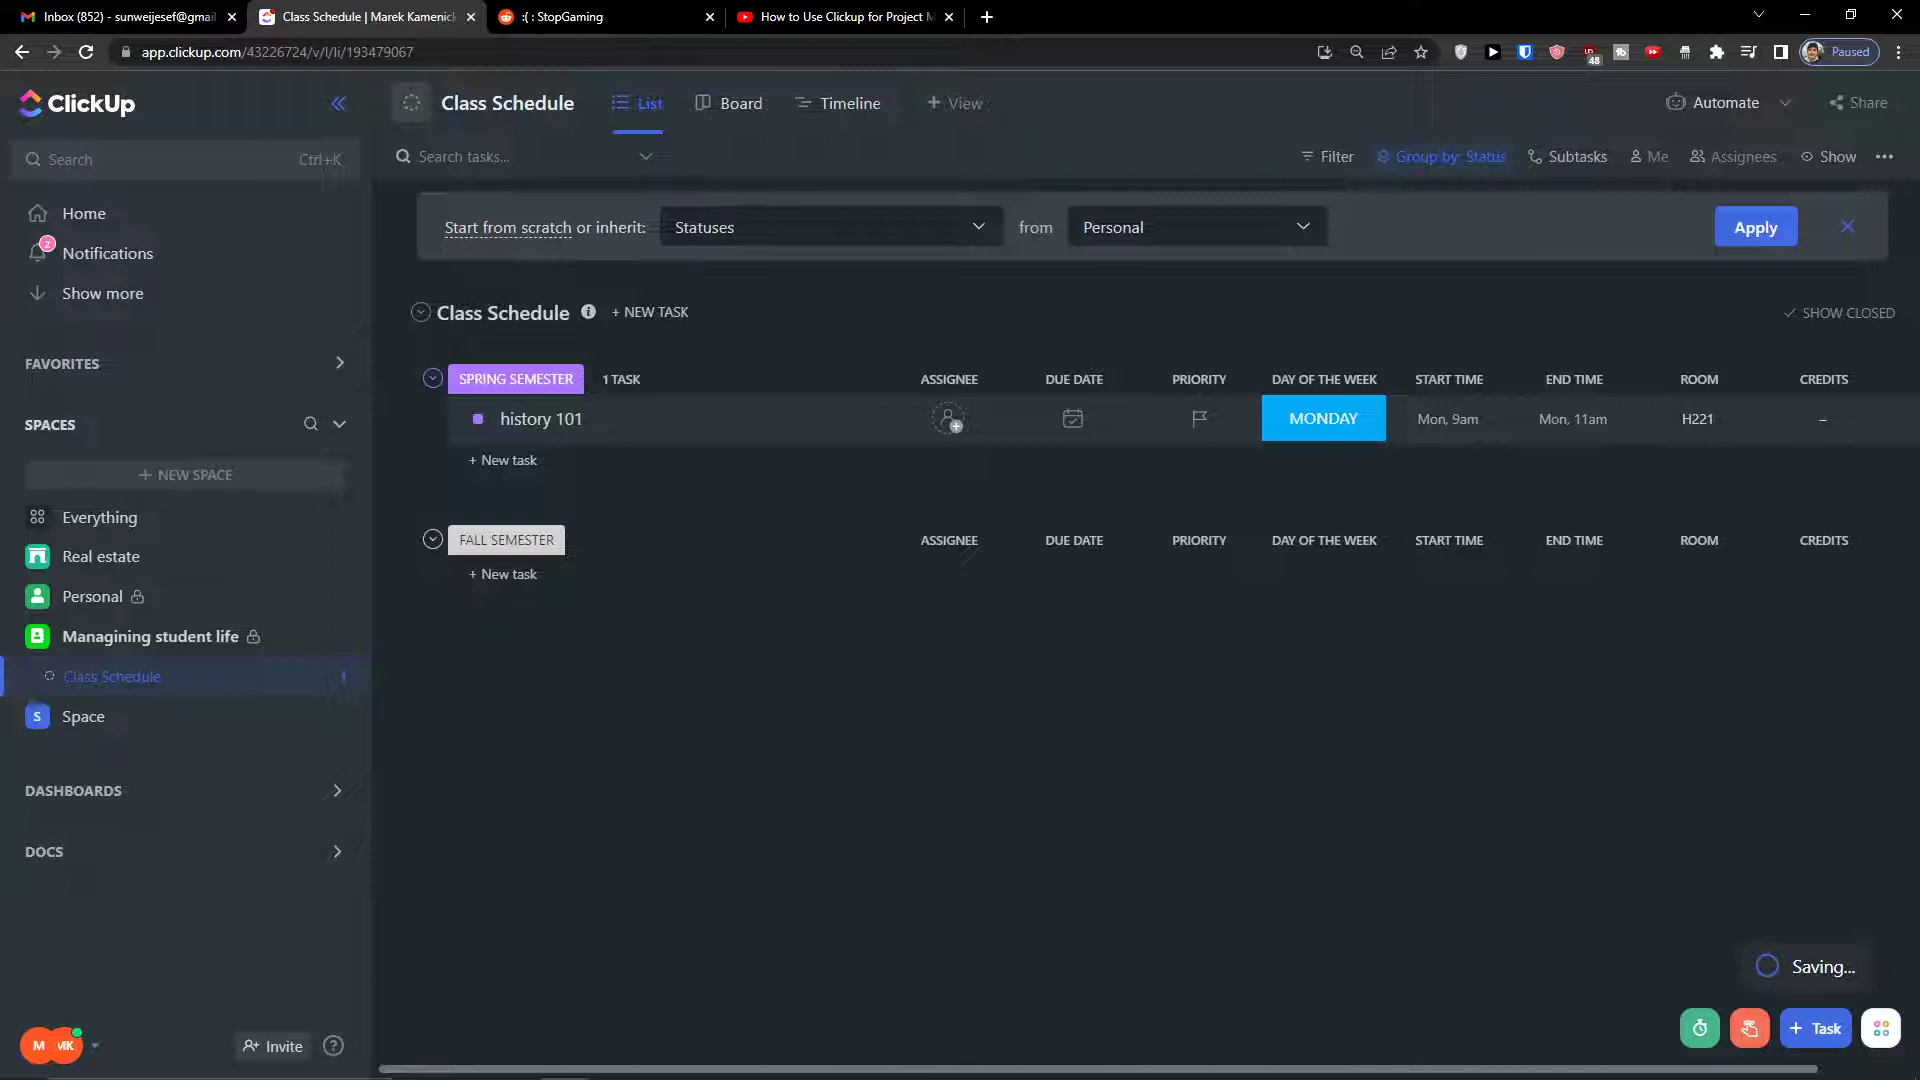 Inbox (852) - sunweijesef@gmail
Class Schedule | Marek Kamenick
:( : StopGaming
How to Use Clickup for Project M
app.clickup.com/43226724/v/l/li/193479067
48
Paused
ClickUp
Class Schedule
List
Board
Timeline
+ View
Automate
Share
Search
Ctrl+K
Search tasks...
Filter
Group by: Status
Subtasks
Me
Assignees
Show
Home
2
Notifications
Show more
Start from scratch or inherit:
Statuses
from
Personal
Apply
FAVORITES
SPACES
+ NEW SPACE
Everything
Real estate
Personal
Managining student life
Class Schedule
1
S
Space
DASHBOARDS
DOCS
Class Schedule
+ NEW TASK
SHOW CLOSED
SPRING SEMESTER
1 TASK
ASSIGNEE
DUE DATE
PRIORITY
DAY OF THE WEEK
START TIME
END TIME
ROOM
CREDITS
history 101
MONDAY
Mon, 9am
Mon, 11am
H221
–
+ New task
FALL SEMESTER
ASSIGNEE
DUE DATE
PRIORITY
DAY OF THE WEEK
START TIME
END TIME
ROOM
CREDITS
+ New task
Saving...
M
MK
Invite
?
+ Task